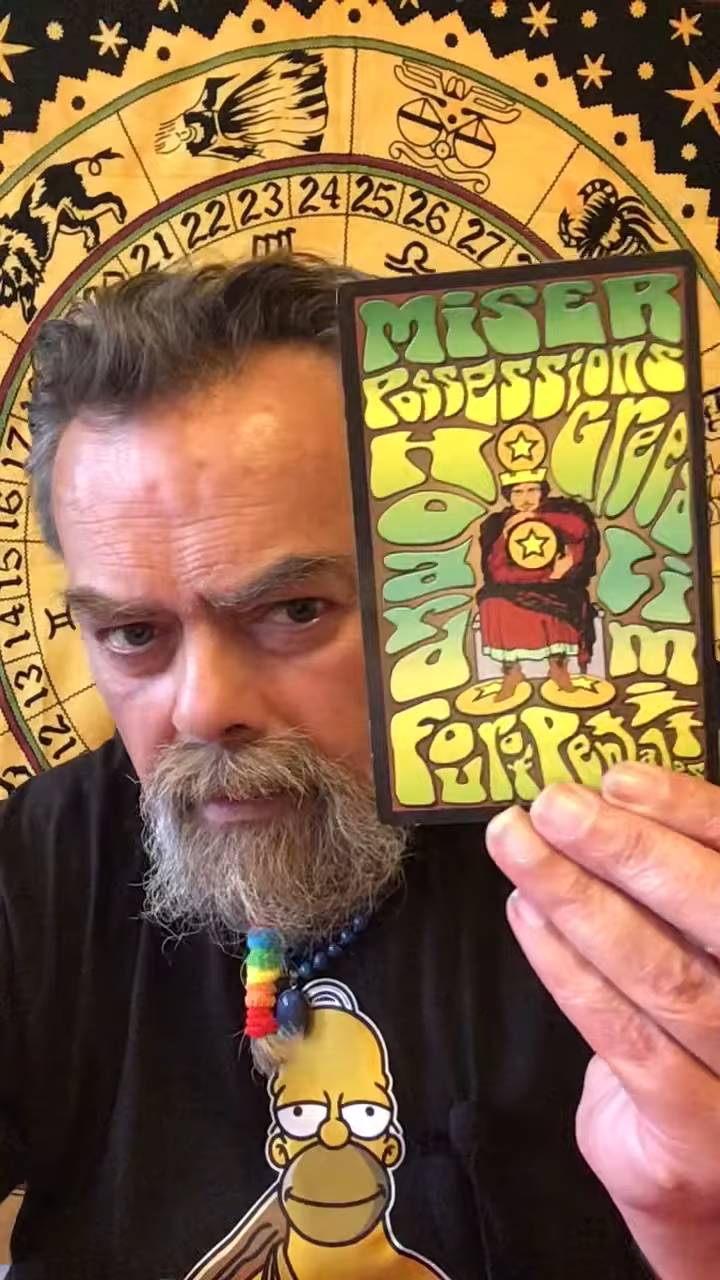 21 22 23 24 25 26 27
17
16
15
14
13
12
MiSER
PossEssions
Hoard
Greed
Four of Pentacles